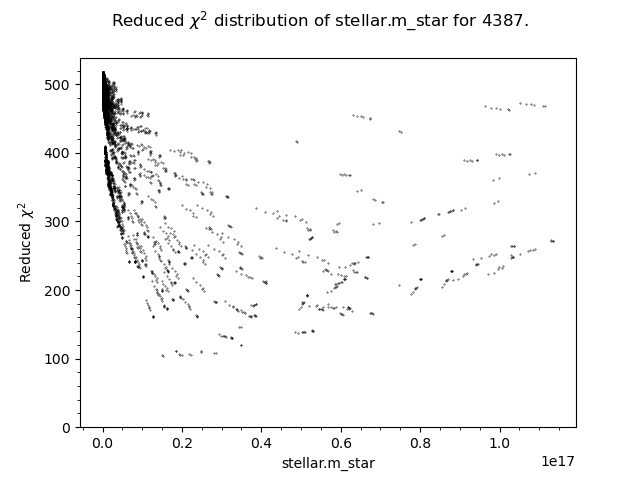 Reduced χ² distribution of stellar.m_star for 4387.
Reduced χ²
500
400
300
200
100
0
0.0 0.2 0.4 0.6 0.8 1.0
1e17
stellar.m_star